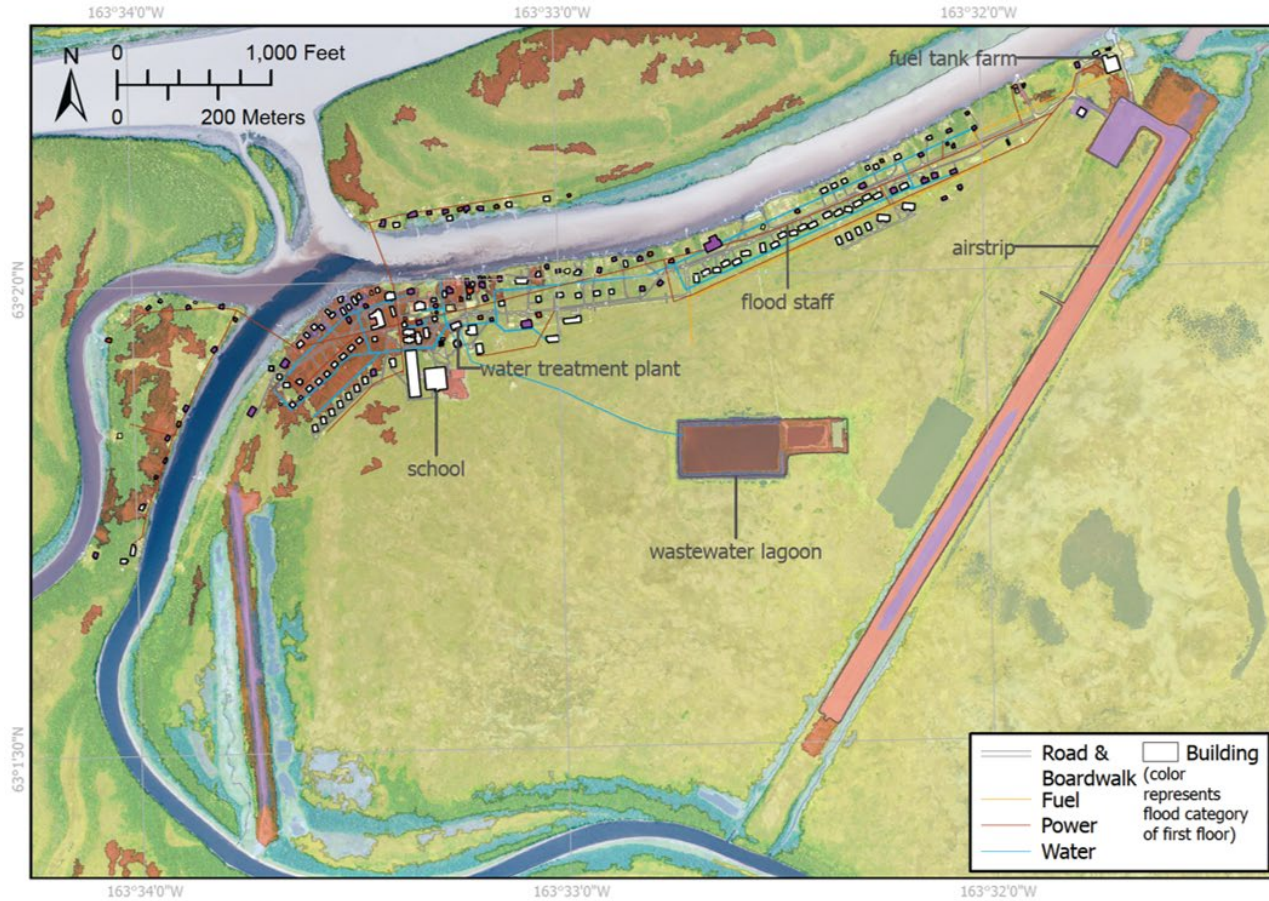 163°34'0"W
163°33'0"W
163°32'0"W
N
0
1,000 Feet
0
200 Meters
fuel tank farm
airstrip
63°2'0"N
flood staff
water treatment plant
school
wastewater lagoon
63°1'30"N
Road &
Boardwalk
Fuel
Power
Water
Building
(color
represents
flood category
of first floor)
163°34'0"W
163°33'0"W
163°32'0"W